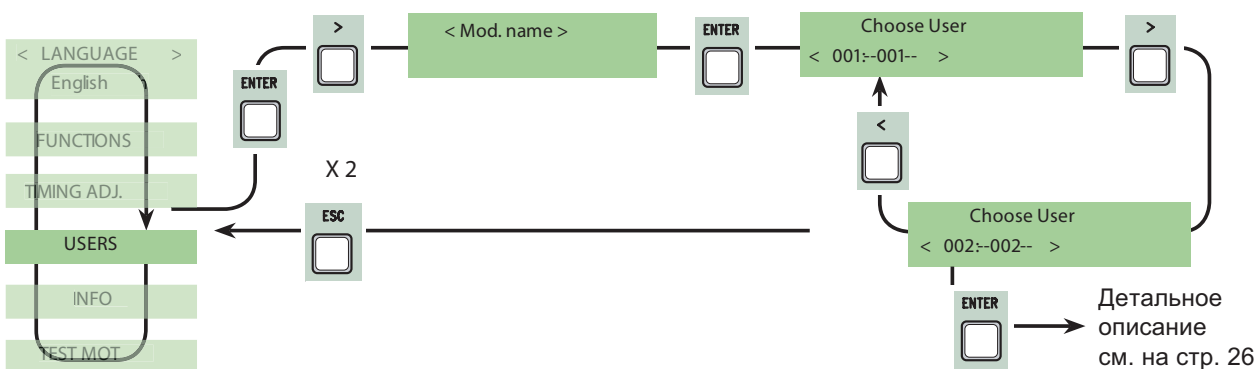 < LANGUAGE >
English
FUNCTIONS
TIMING ADJ.
USERS
INFO
TEST MOT
ENTER
>
< Mod. name >
ENTER
Choose User
< 001:--001-- >
>
<
Choose User
< 002:--002-- >
X 2
ESC
ENTER
Детальное
описание
см. на стр. 26